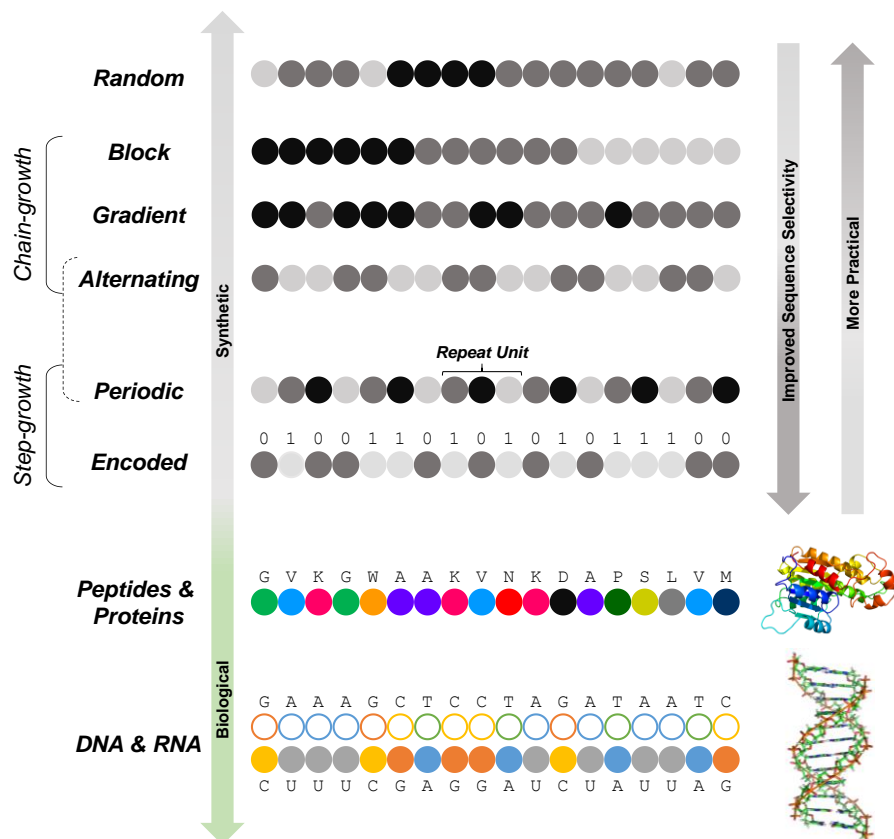 Random
Block
Gradient
Alternating
Chain-growth
Repeat Unit
Periodic
0 1 0 0 1 1 0 1 0 1 0 1 0 1 1 1 0 0
Encoded
Step-growth
Synthetic
Improved Sequence Selectivity
More Practical
G V K G W A A K V N K D A P S L V M
Peptides &
Proteins
Biological
G A A A G C T C C T A G A T A A T C
DNA & RNA
C U U U C G A G G A U C U A U U A G